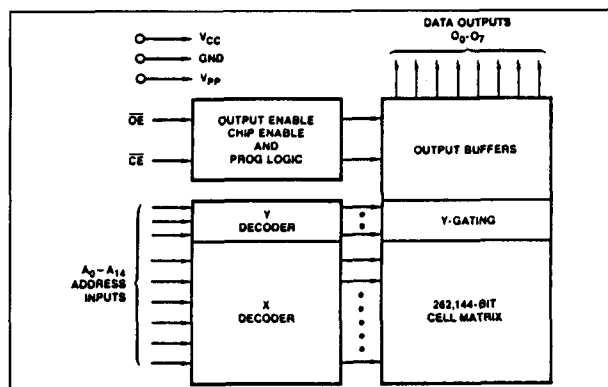 DATA OUTPUTS
O0-O7
VCC
GND
VPP
OE
CE
OUTPUT ENABLE
CHIP ENABLE
AND
PROG LOGIC
OUTPUT BUFFERS
Y
DECODER
Y-GATING
A0–A14
ADDRESS
INPUTS
X
DECODER
262,144-BIT
CELL MATRIX